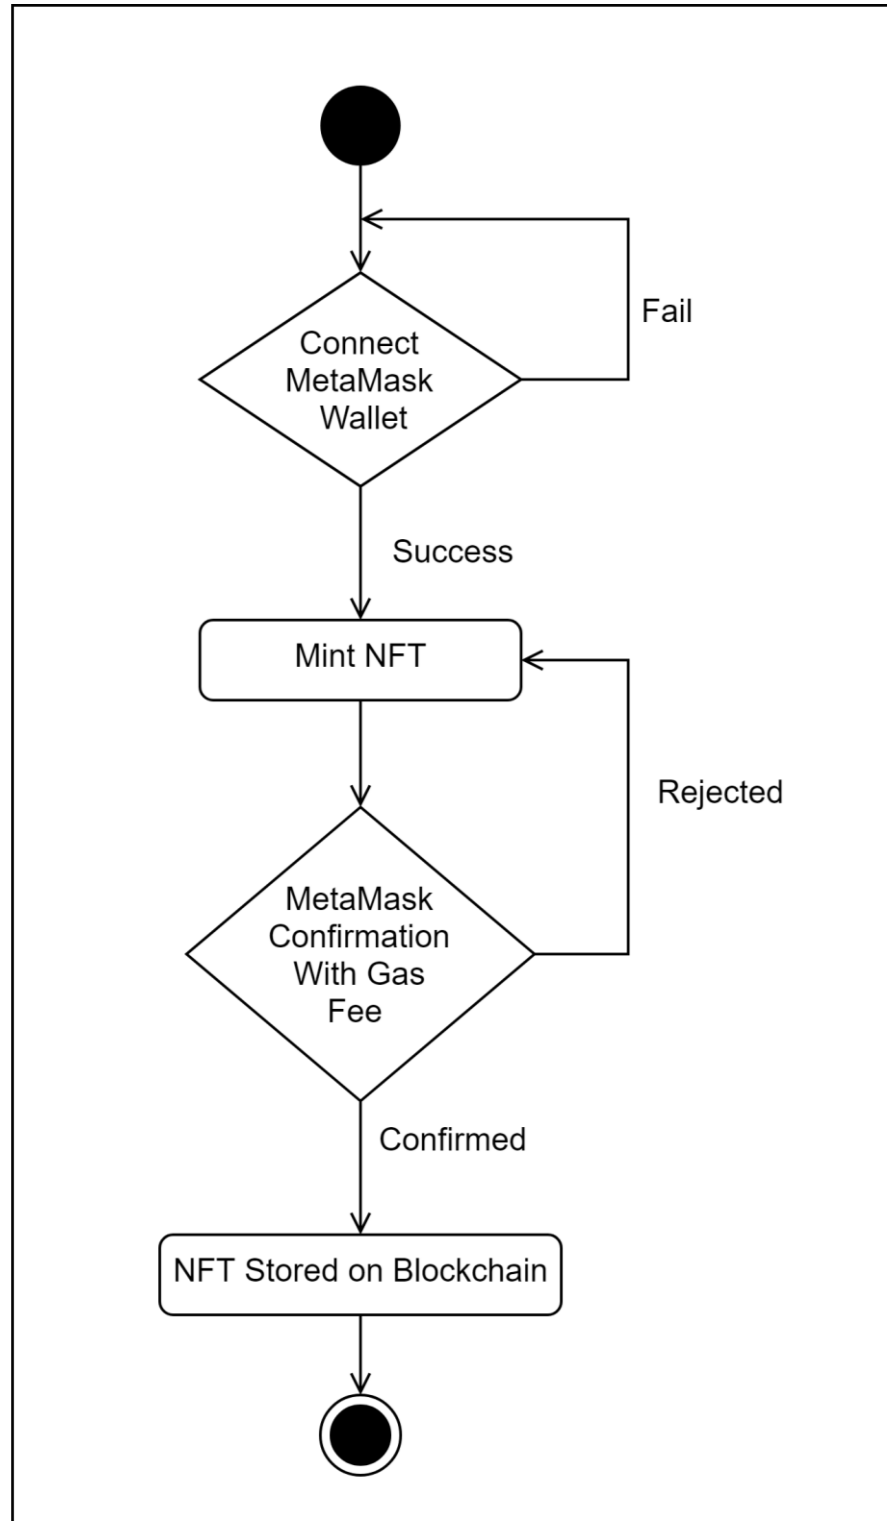 Fail
Connect
MetaMask
Wallet
Success
Mint NFT
Rejected
MetaMask
Confirmation
With Gas
Fee
Confirmed
NFT Stored on Blockchain